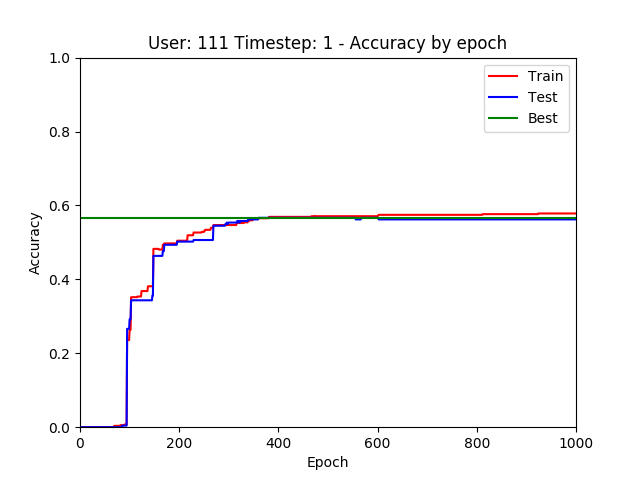 User: 111 Timestep: 1 - Accuracy by epoch
1.0
0.8
0.6
0.4
0.2
0.0
Accuracy
Train
Test
Best
0 200 400 600 800 1000
Epoch